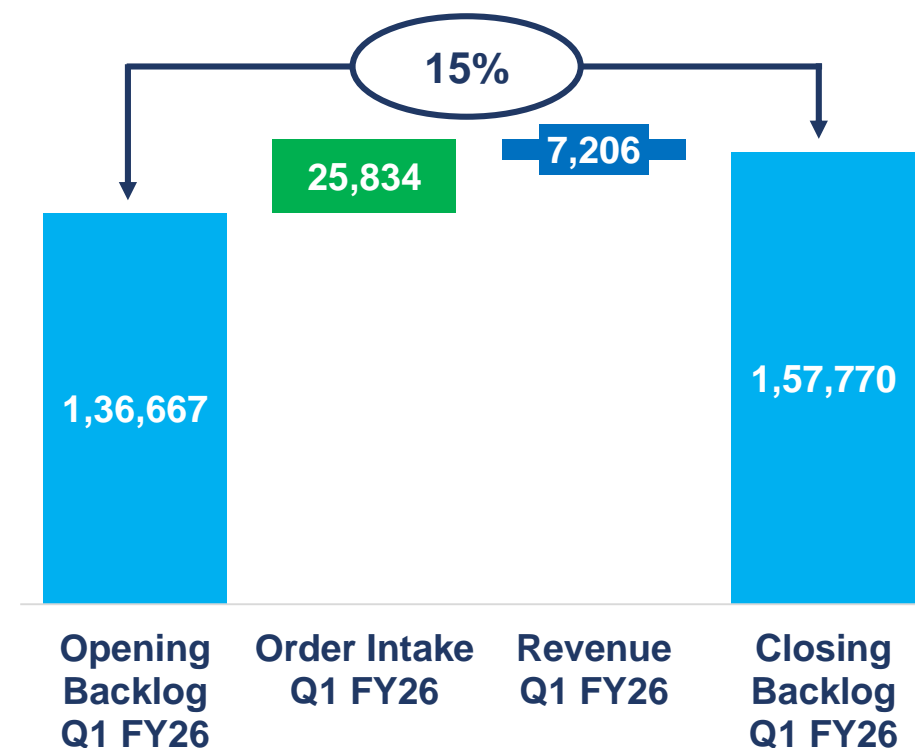 15%
7,206
25,834
1,57,770
1,36,667
Opening
Backlog
Q1 FY26
Order Intake
Q1 FY26
Revenue
Q1 FY26
Closing
Backlog
Q1 FY26